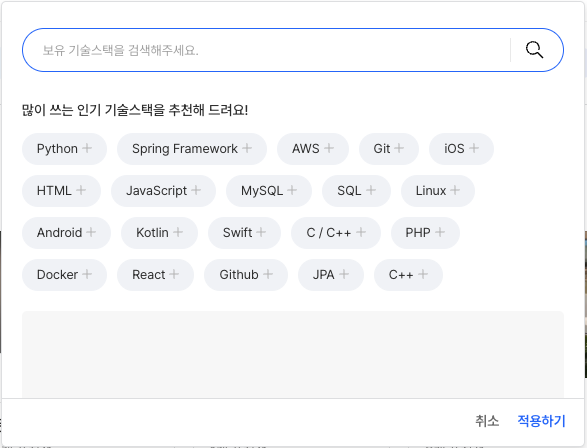 보유 기술스택을 검색해주세요.
많이 쓰는 인기 기술스택을 추천해 드려요!
Python + Spring Framework + AWS + Git + iOS +
HTML + JavaScript + MySQL + SQL + Linux +
Android + Kotlin + Swift + C / C++ + PHP +
Docker + React + Github + JPA + C++ +
취소 적용하기